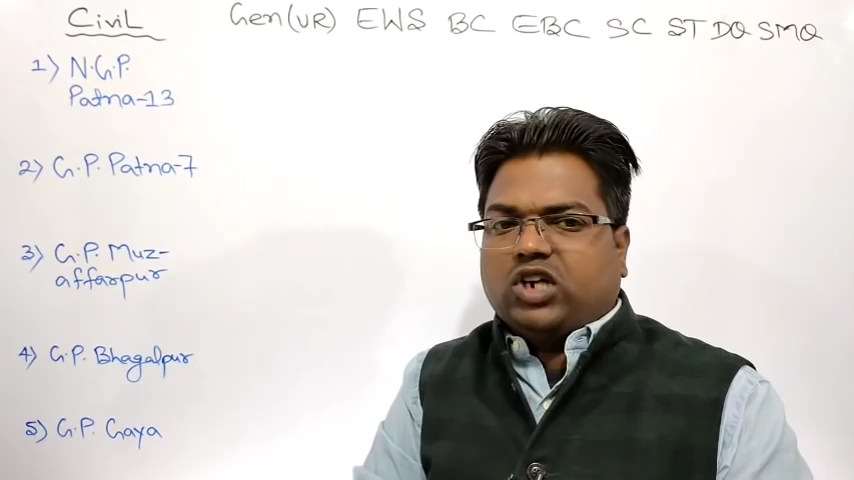 Civil Gen(UR) EWS BC EBC SC ST DQ SMQ
1) N.G.P.
Patna-13
2) G.P. Patna-7
3) G.P. Muz-
affarpur
4) G.P. Bhagalpur
5) G.P. Gaya